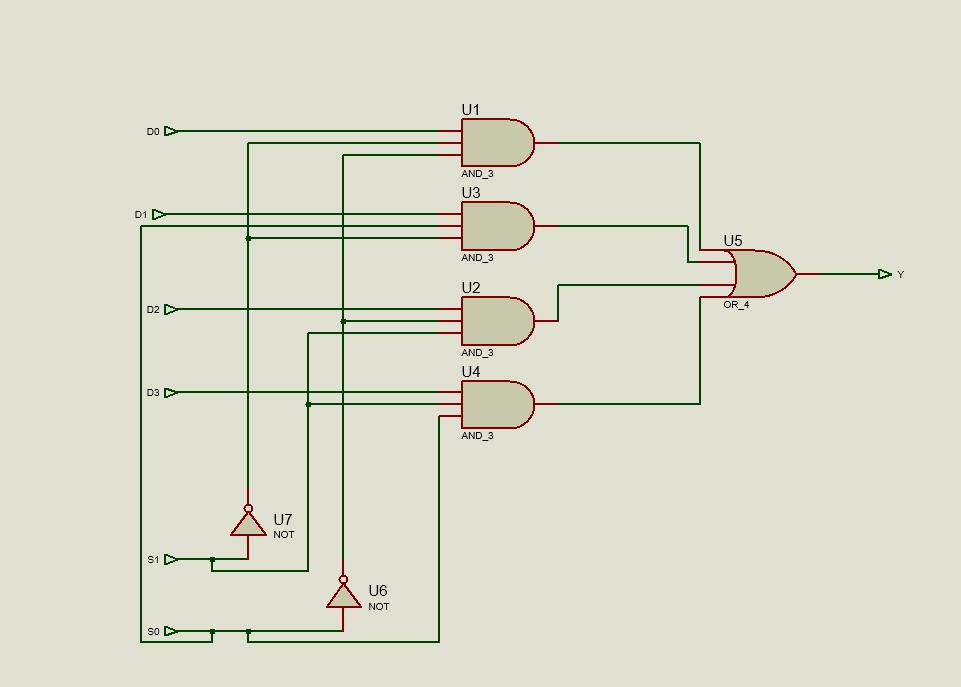 U1
D0
AND_3
U3
D1
AND_3
U5
Y
U2
OR_4
D2
AND_3
U4
D3
AND_3
U7
NOT
S1
U6
NOT
S0